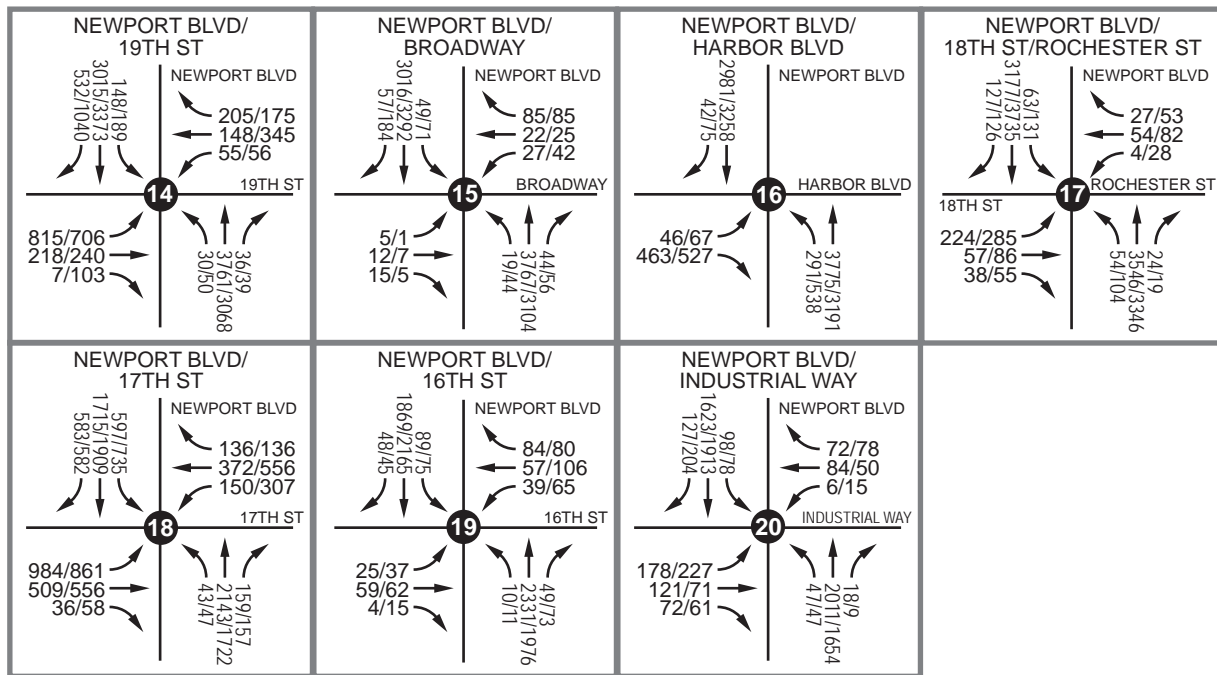 NEWPORT BLVD/
19TH ST
NEWPORT BLVD
532/1040
3015/3373
148/189
205/175
148/345
55/56
14
19TH ST
815/706
218/240
7/103
30/50
3761/3068
36/39
NEWPORT BLVD/
BROADWAY
NEWPORT BLVD
57/184
3016/3292
49/71
85/85
22/25
27/42
15
BROADWAY
5/1
12/7
15/5
19/44
3767/3104
44/56
NEWPORT BLVD/
HARBOR BLVD
NEWPORT BLVD
42/75
2981/3258
16
HARBOR BLVD
46/67
463/527
291/538
3775/3191
NEWPORT BLVD/
18TH ST/ROCHESTER ST
NEWPORT BLVD
127/126
3177/3735
63/131
27/53
54/82
4/28
17
ROCHESTER ST
18TH ST
224/285
57/86
38/55
54/104
3546/3346
24/19
NEWPORT BLVD/
17TH ST
NEWPORT BLVD
583/582
1715/1909
597/735
136/136
372/556
150/307
18
17TH ST
984/861
509/556
36/58
43/47
2143/1722
159/157
NEWPORT BLVD/
16TH ST
NEWPORT BLVD
48/45
1869/2165
89/75
84/80
57/106
39/65
19
16TH ST
25/37
59/62
4/15
10/11
2331/1976
49/73
NEWPORT BLVD/
INDUSTRIAL WAY
NEWPORT BLVD
127/204
1623/1913
98/78
72/78
84/50
6/15
20
INDUSTRIAL WAY
178/227
121/71
72/61
47/47
2011/1654
18/9